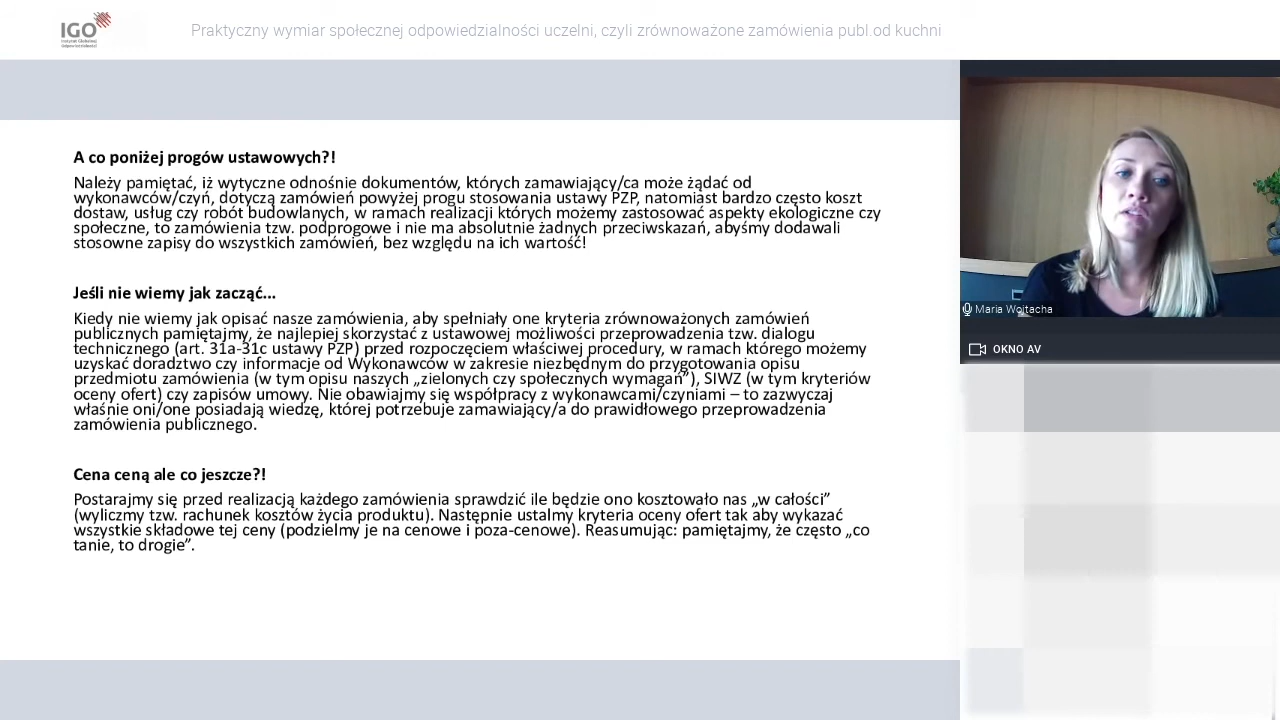 IGO
Instytut Globalnej
Odpowiedzialności
Praktyczny wymiar społecznej odpowiedzialności uczelni, czyli zrównoważone zamówienia publ.od kuchni
A co poniżej progów ustawowych?!
Należy pamiętać, iż wytyczne odnośnie dokumentów, których zamawiający/ca może żądać od
wykonawców/czyń, dotyczą zamówień powyżej progu stosowania ustawy PZP, natomiast bardzo często koszt
dostaw, usług czy robót budowlanych, w ramach realizacji których możemy zastosować aspekty ekologiczne czy
społeczne, to zamówienia tzw. podprogowe i nie ma absolutnie żadnych przeciwskazań, abyśmy dodawali
stosowne zapisy do wszystkich zamówień, bez względu na ich wartość!
Jeśli nie wiemy jak zacząć...
Kiedy nie wiemy jak opisać nasze zamówienia, aby spełniały one kryteria zrównoważonych zamówień
publicznych pamiętajmy, że najlepiej skorzystać z ustawowej możliwości przeprowadzenia tzw. dialogu
technicznego (art. 31a-31c ustawy PZP) przed rozpoczęciem właściwej procedury, w ramach którego możemy
uzyskać doradztwo czy informacje od Wykonawców w zakresie niezbędnym do przygotowania opisu
przedmiotu zamówienia (w tym opisu naszych „zielonych czy społecznych wymagań”), SIWZ (w tym kryteriów
oceny ofert) czy zapisów umowy. Nie obawiajmy się współpracy z wykonawcami/czyniami – to zazwyczaj
właśnie oni/one posiadają wiedzę, której potrzebuje zamawiający/a do prawidłowego przeprowadzenia
zamówienia publicznego.
Cena ceną ale co jeszcze?!
Postarajmy się przed realizacją każdego zamówienia sprawdzić ile będzie ono kosztowało nas „w całości”
(wyliczmy tzw. rachunek kosztów życia produktu). Następnie ustalmy kryteria oceny ofert tak aby wykazać
wszystkie składowe tej ceny (podzielmy je na cenowe i poza-cenowe). Reasumując: pamiętajmy, że często „co
tanie, to drogie”.
Maria Wojtacha
OKNO AV